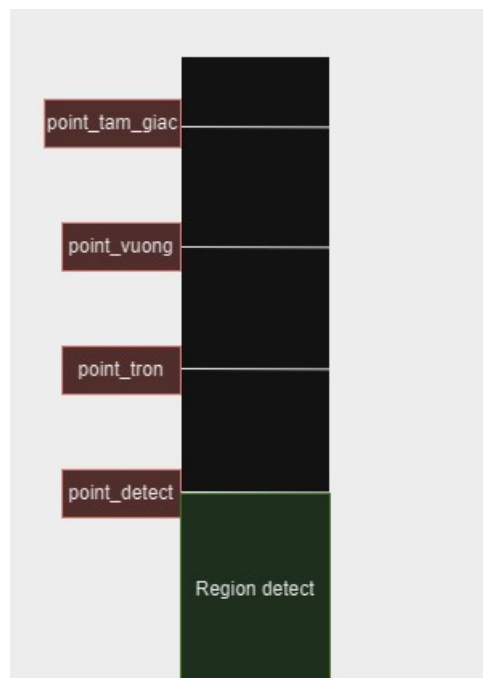 point_tam_giac
point_vuong
point_tron
point_detect
Region detect